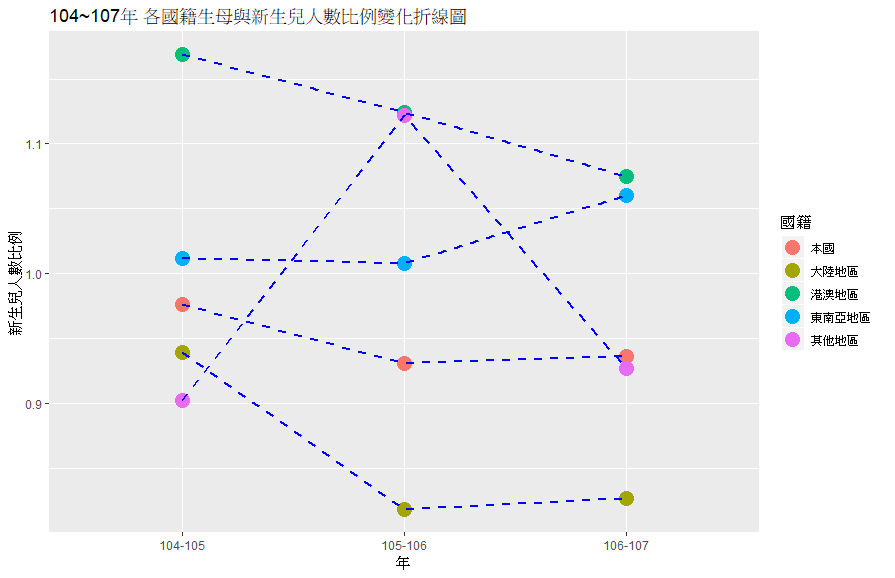 104~107年 各國籍生母與新生兒人數比例變化折線圖
新生兒人數比例
1.1
1.0
0.9
104-105
105-106
106-107
年
國籍
本國
大陸地區
港澳地區
東南亞地區
其他地區